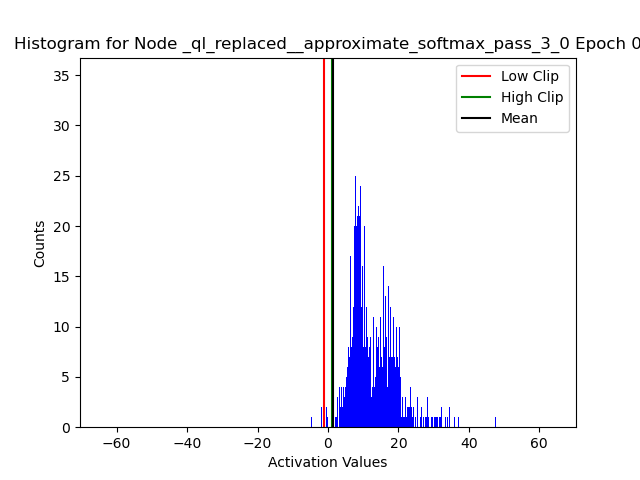 Histogram for Node _ql_replaced__approximate_softmax_pass_3_0 Epoch 0
Low Clip
High Clip
Mean
Counts
35
30
25
20
15
10
5
0
−60
−40
−20
0
20
40
60
Activation Values